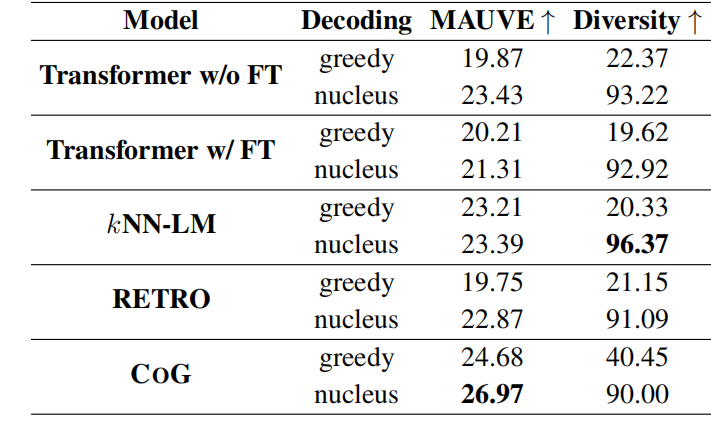 Model Decoding MAUVE ↑ Diversity ↑
Transformer w/o FT greedy 19.87 22.37
nucleus 23.43 93.22
Transformer w/ FT greedy 20.21 19.62
nucleus 21.31 92.92
kNN-LM greedy 23.21 20.33
nucleus 23.39 96.37
RETRO greedy 19.75 21.15
nucleus 22.87 91.09
COG greedy 24.68 40.45
nucleus 26.97 90.00